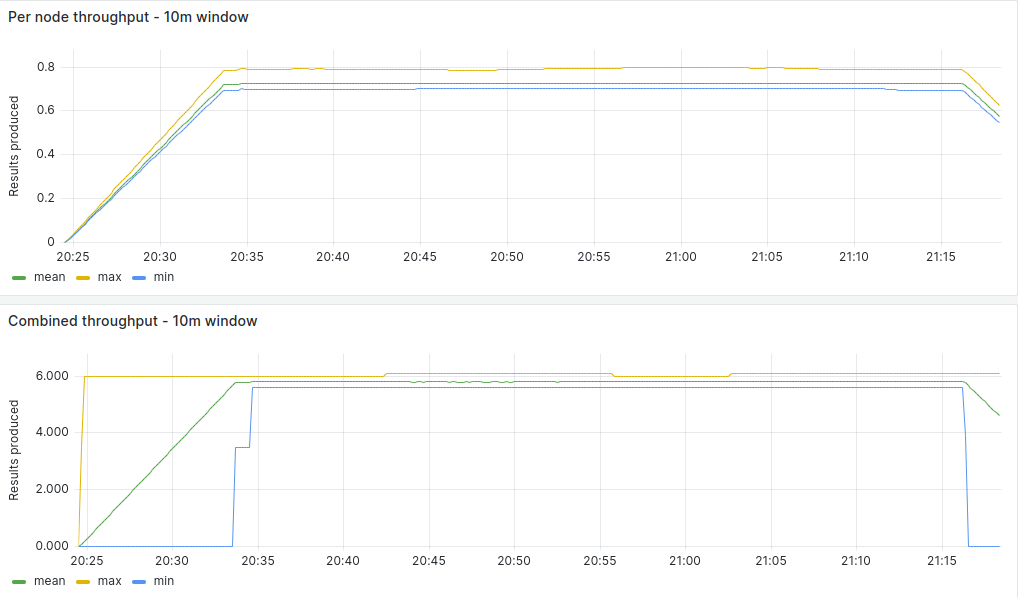 Per node throughput - 10m window
Results produced
0.8
0.6
0.4
0.2
0
20:25 20:30 20:35 20:40 20:45 20:50 20:55 21:00 21:05 21:10 21:15
mean max min
Combined throughput - 10m window
Results produced
6.000
4.000
2.000
0.000
20:25 20:30 20:35 20:40 20:45 20:50 20:55 21:00 21:05 21:10 21:15
mean max min